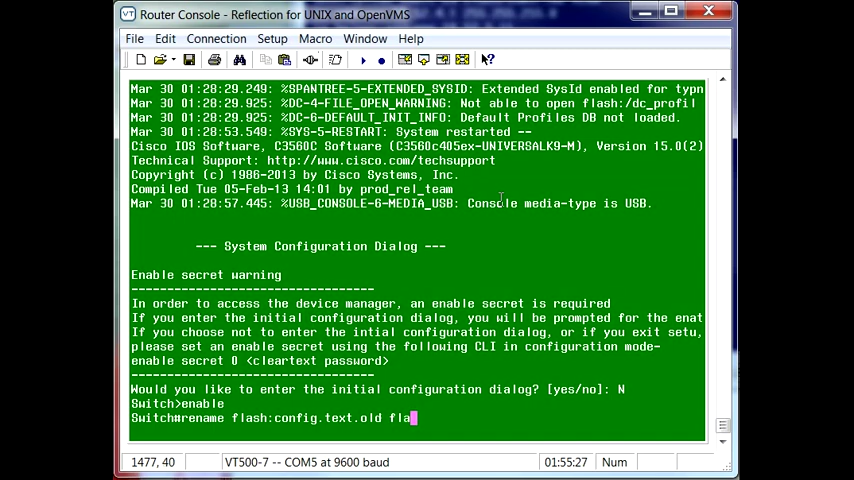 Router Console - Reflection for UNIX and OpenVMS
File Edit Connection Setup Macro Window Help
Mar 30 01:28:29.249: %SPANTREE-5-EXTENDED_SYSID: Extended SysId enabled for typn
Mar 30 01:28:29.925: %DC-4-FILE_OPEN_WARNING: Not able to open flash:/dc_profil
Mar 30 01:28:29.925: %DC-6-DEFAULT_INIT_INFO: Default Profiles DB not loaded.
Mar 30 01:28:53.549: %SYS-5-RESTART: System restarted --
Cisco IOS Software, C3560C Software (C3560c405ex-UNIVERSALK9-M), Version 15.0(2)
Technical Support: http://www.cisco.com/techsupport
Copyright (c) 1986-2013 by Cisco Systems, Inc.
Compiled Tue 05-Feb-13 14:01 by prod_rel_team
Mar 30 01:28:57.445: %USB_CONSOLE-6-MEDIA_USB: Console media-type is USB.
--- System Configuration Dialog ---
Enable secret warning
----------------------------------
In order to access the device manager, an enable secret is required
If you enter the initial configuration dialog, you will be prompted for the enat
If you choose not to enter the intial configuration dialog, or if you exit setu,
please set an enable secret using the following CLI in configuration mode-
enable secret 0 <cleartext password>
----------------------------------
Would you like to enter the initial configuration dialog? [yes/no]: N
Switch>enable
Switch#rename flash:config.text.old fla
1477, 40 VT500-7 -- COM5 at 9600 baud 01:55:27 Num